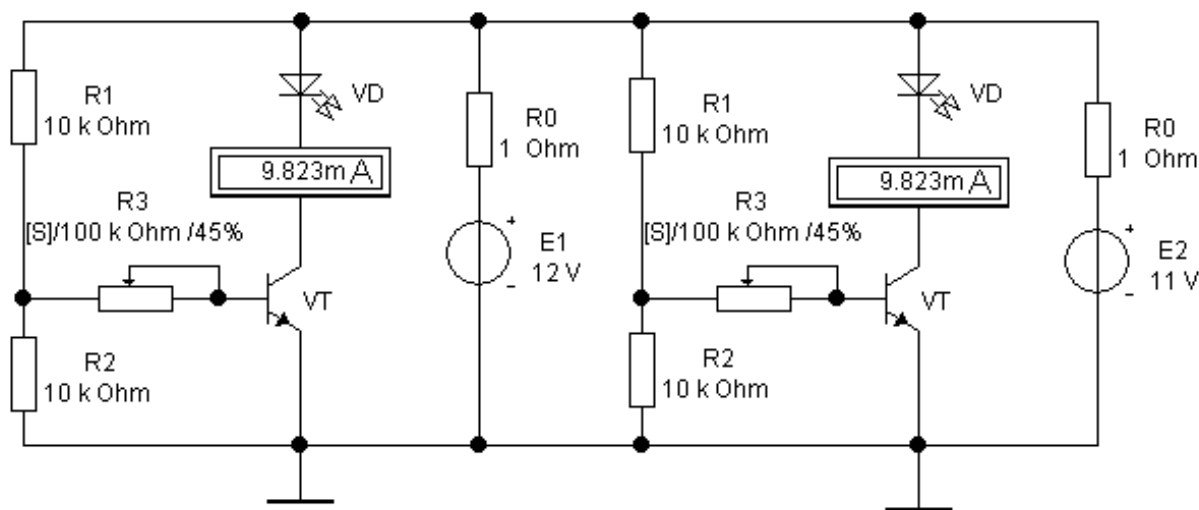 R1
10 k Ohm
VD
9.823m A
R3
[S]/100 k Ohm /45%
VT
R2
10 k Ohm
R0
1 Ohm
+
E1
12 V
-
R1
10 k Ohm
VD
9.823m A
R3
[S]/100 k Ohm /45%
VT
R2
10 k Ohm
R0
1 Ohm
+
E2
11 V
-